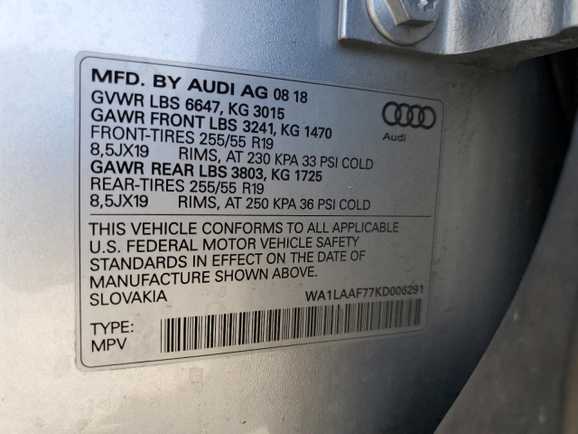 MFD. BY AUDI AG 08 18
GVWR LBS 6647, KG 3015
GAWR FRONT LBS 3241, KG 1470
FRONT-TIRES 255/55 R19
8,5JX19 RIMS, AT 230 KPA 33 PSI COLD
GAWR REAR LBS 3803, KG 1725
REAR-TIRES 255/55 R19
8,5JX19 RIMS, AT 250 KPA 36 PSI COLD
Audi
THIS VEHICLE CONFORMS TO ALL APPLICABLE
U.S. FEDERAL MOTOR VEHICLE SAFETY
STANDARDS IN EFFECT ON THE DATE OF
MANUFACTURE SHOWN ABOVE.
SLOVAKIA WA1LAAF77KD006291
TYPE:
MPV